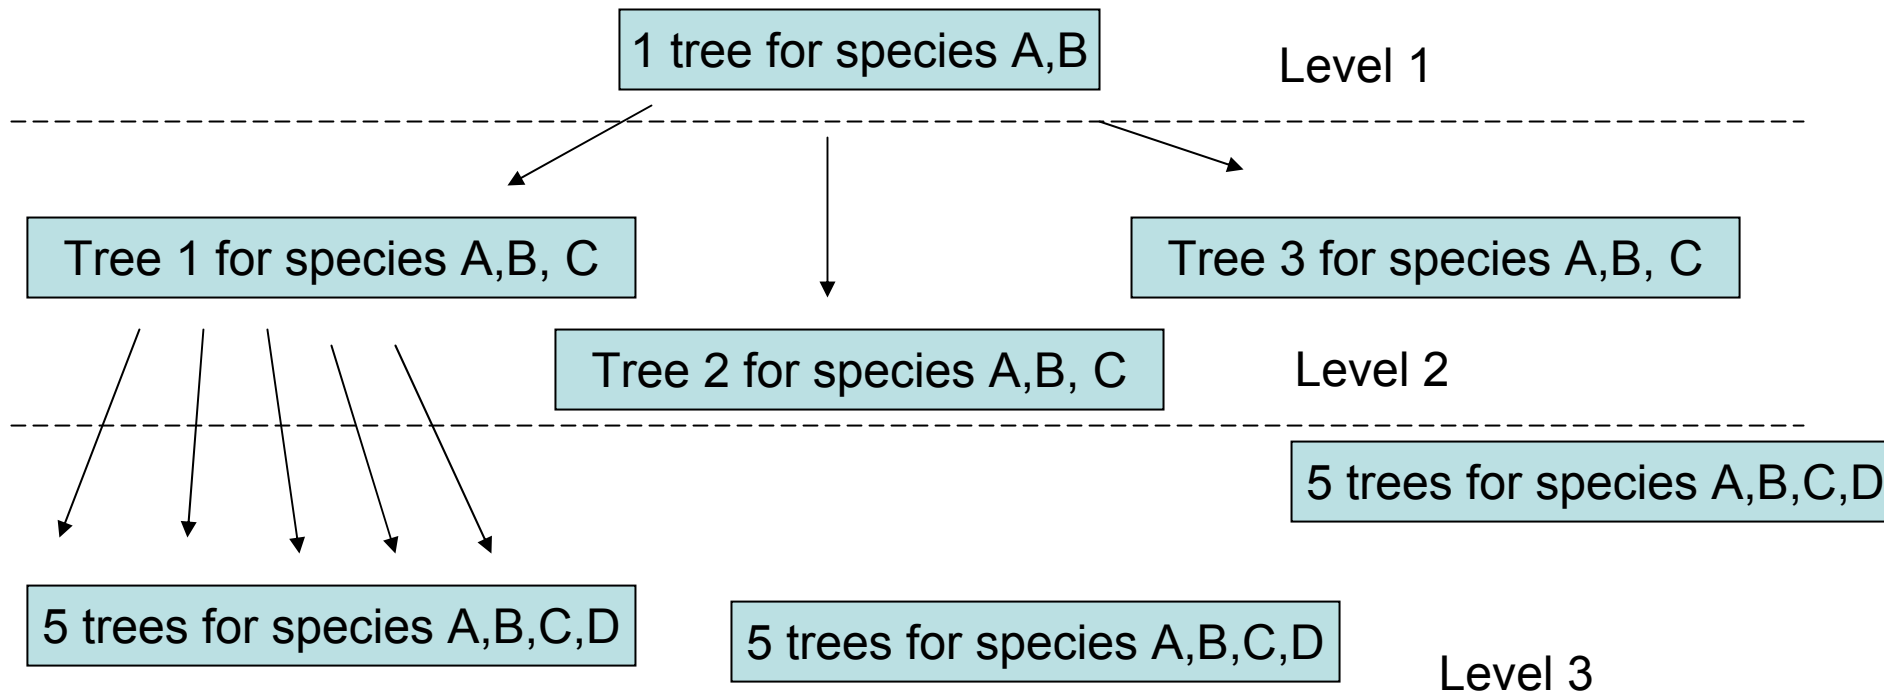 1 tree for species A,B
Level 1
Tree 1 for species A,B, C
Tree 3 for species A,B, C
Tree 2 for species A,B, C
Level 2
5 trees for species A,B,C,D
5 trees for species A,B,C,D
5 trees for species A,B,C,D
Level 3